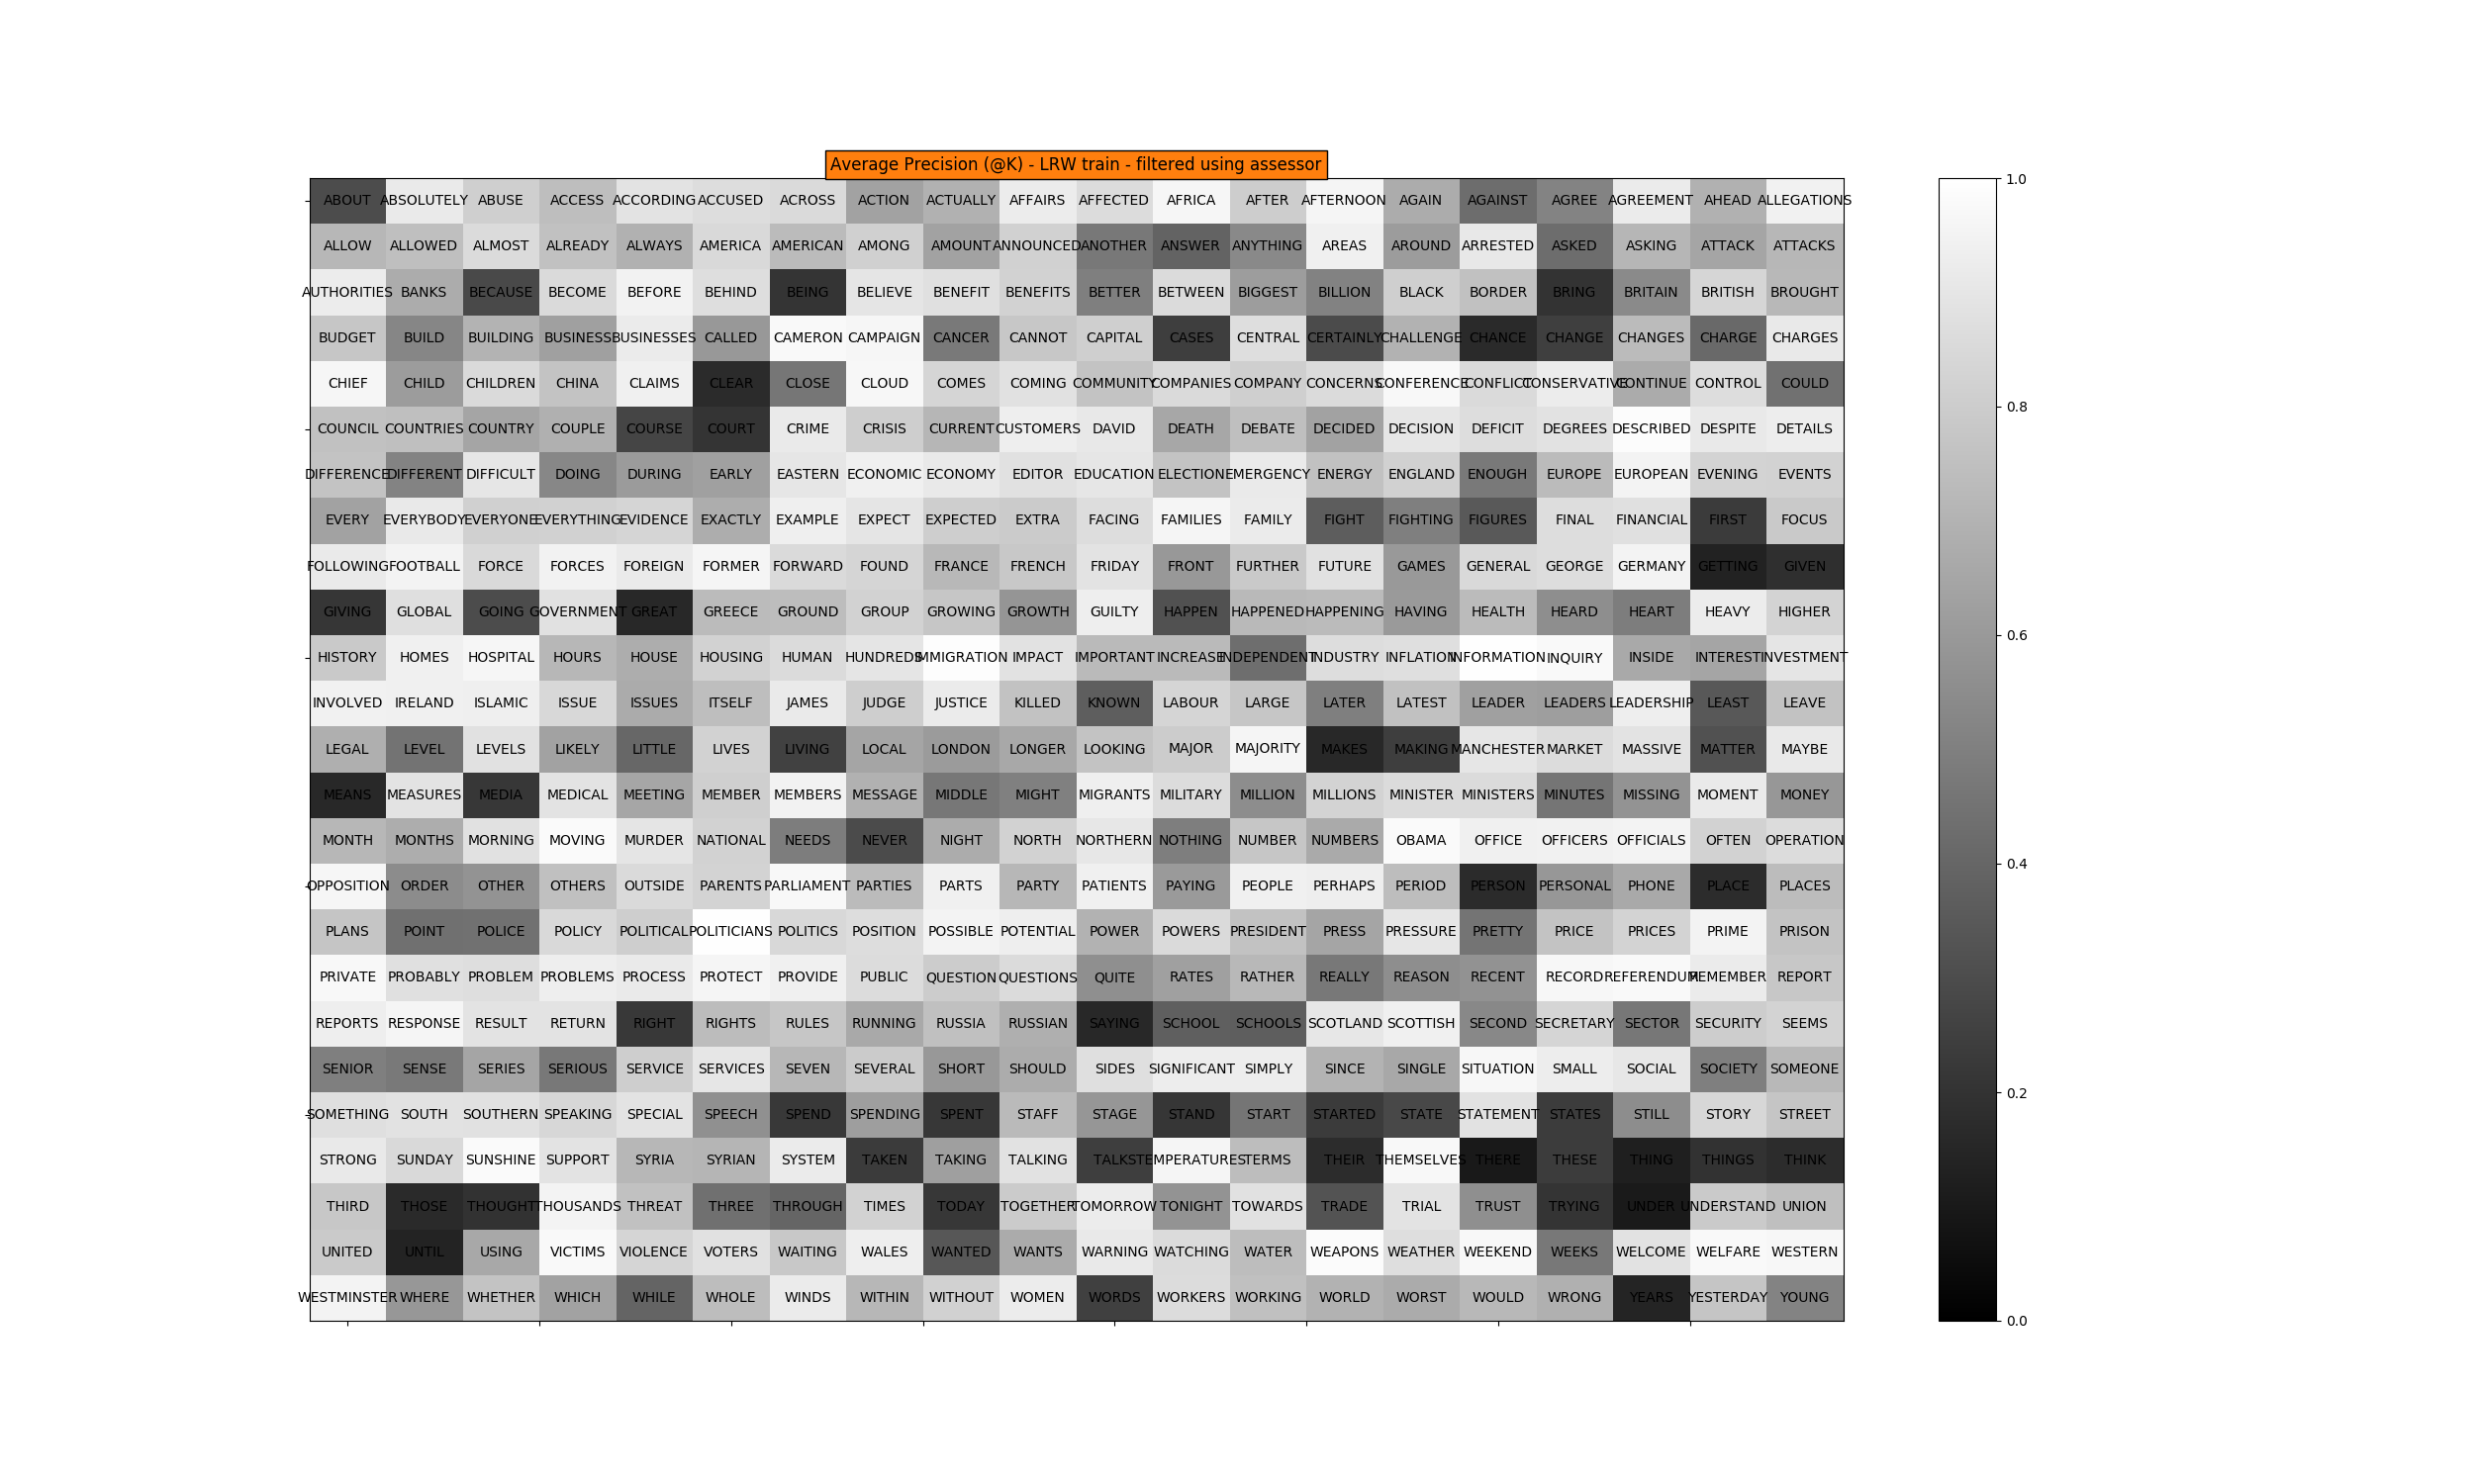 Average Precision (@K) - LRW train - filtered using assessor
ABOUT ABSOLUTELY ABUSE ACCESS ACCORDING ACCUSED ACROSS ACTION ACTUALLY AFFAIRS AFFECTED AFRICA AFTER AFTERNOON AGAIN AGAINST AGREE AGREEMENT AHEAD ALLEGATIONS
ALLOW ALLOWED ALMOST ALREADY ALWAYS AMERICA AMERICAN AMONG AMOUNT ANNOUNCED ANOTHER ANSWER ANYTHING AREAS AROUND ARRESTED ASKED ASKING ATTACK ATTACKS
AUTHORITIES BANKS BECAUSE BECOME BEFORE BEHIND BEING BELIEVE BENEFIT BENEFITS BETTER BETWEEN BIGGEST BILLION BLACK BORDER BRING BRITAIN BRITISH BROUGHT
BUDGET BUILD BUILDING BUSINESS BUSINESSES CALLED CAMERON CAMPAIGN CANCER CANNOT CAPITAL CASES CENTRAL CERTAINLY CHALLENGE CHANCE CHANGE CHANGES CHARGE CHARGES
CHIEF CHILD CHILDREN CHINA CLAIMS CLEAR CLOSE CLOUD COMES COMING COMMUNITY COMPANIES COMPANY CONCERNS CONFERENCE CONFLICT CONSERVATIVE CONTINUE CONTROL COULD
COUNCIL COUNTRIES COUNTRY COUPLE COURSE COURT CRIME CRISIS CURRENT CUSTOMERS DAVID DEATH DEBATE DECIDED DECISION DEFICIT DEGREES DESCRIBED DESPITE DETAILS
DIFFERENCE DIFFERENT DIFFICULT DOING DURING EARLY EASTERN ECONOMIC ECONOMY EDITOR EDUCATION ELECTION EMERGENCY ENERGY ENGLAND ENOUGH EUROPE EUROPEAN EVENING EVENTS
EVERY EVERYBODY EVERYONE EVERYTHING EVIDENCE EXACTLY EXAMPLE EXPECT EXPECTED EXTRA FACING FAMILIES FAMILY FIGHT FIGHTING FIGURES FINAL FINANCIAL FIRST FOCUS
FOLLOWING FOOTBALL FORCE FORCES FOREIGN FORMER FORWARD FOUND FRANCE FRENCH FRIDAY FRONT FURTHER FUTURE GAMES GENERAL GEORGE GERMANY GETTING GIVEN
GIVING GLOBAL GOING GOVERNMENT GREAT GREECE GROUND GROUP GROWING GROWTH GUILTY HAPPEN HAPPENED HAPPENING HAVING HEALTH HEARD HEART HEAVY HIGHER
HISTORY HOMES HOSPITAL HOURS HOUSE HOUSING HUMAN HUNDREDS IMMIGRATION IMPACT IMPORTANT INCREASE INDEPENDENT INDUSTRY INFLATION INFORMATION INQUIRY INSIDE INTEREST INVESTMENT
INVOLVED IRELAND ISLAMIC ISSUE ISSUES ITSELF JAMES JUDGE JUSTICE KILLED KNOWN LABOUR LARGE LATER LATEST LEADER LEADERS LEADERSHIP LEAST LEAVE
LEGAL LEVEL LEVELS LIKELY LITTLE LIVES LIVING LOCAL LONDON LONGER LOOKING MAJOR MAJORITY MAKES MAKING MANCHESTER MARKET MASSIVE MATTER MAYBE
MEANS MEASURES MEDIA MEDICAL MEETING MEMBER MEMBERS MESSAGE MIDDLE MIGHT MIGRANTS MILITARY MILLION MILLIONS MINISTER MINISTERS MINUTES MISSING MOMENT MONEY
MONTH MONTHS MORNING MOVING MURDER NATIONAL NEEDS NEVER NIGHT NORTH NORTHERN NOTHING NUMBER NUMBERS OBAMA OFFICE OFFICERS OFFICIALS OFTEN OPERATION
OPPOSITION ORDER OTHER OTHERS OUTSIDE PARENTS PARLIAMENT PARTIES PARTS PARTY PATIENTS PAYING PEOPLE PERHAPS PERIOD PERSON PERSONAL PHONE PLACE PLACES
PLANS POINT POLICE POLICY POLITICAL POLITICIANS POLITICS POSITION POSSIBLE POTENTIAL POWER POWERS PRESIDENT PRESS PRESSURE PRETTY PRICE PRICES PRIME PRISON
PRIVATE PROBABLY PROBLEM PROBLEMS PROCESS PROTECT PROVIDE PUBLIC QUESTION QUESTIONS QUITE RATES RATHER REALLY REASON RECENT RECORD REFERENDUM REMEMBER REPORT
REPORTS RESPONSE RESULT RETURN RIGHT RIGHTS RULES RUNNING RUSSIA RUSSIAN SAYING SCHOOL SCHOOLS SCOTLAND SCOTTISH SECOND SECRETARY SECTOR SECURITY SEEMS
SENIOR SENSE SERIES SERIOUS SERVICE SERVICES SEVEN SEVERAL SHORT SHOULD SIDES SIGNIFICANT SIMPLY SINCE SINGLE SITUATION SMALL SOCIAL SOCIETY SOMEONE
SOMETHING SOUTH SOUTHERN SPEAKING SPECIAL SPEECH SPEND SPENDING SPENT STAFF STAGE STAND START STARTED STATE STATEMENT STATES STILL STORY STREET
STRONG SUNDAY SUNSHINE SUPPORT SYRIA SYRIAN SYSTEM TAKEN TAKING TALKING TALKS TEMPERATURES TERMS THEIR THEMSELVES THERE THESE THING THINGS THINK
THIRD THOSE THOUGHT THOUSANDS THREAT THREE THROUGH TIMES TODAY TOGETHER TOMORROW TONIGHT TOWARDS TRADE TRIAL TRUST TRYING UNDER UNDERSTAND UNION
UNITED UNTIL USING VICTIMS VIOLENCE VOTERS WAITING WALES WANTED WANTS WARNING WATCHING WATER WEAPONS WEATHER WEEKEND WEEKS WELCOME WELFARE WESTERN
WESTMINSTER WHERE WHETHER WHICH WHILE WHOLE WINDS WITHIN WITHOUT WOMEN WORDS WORKERS WORKING WORLD WORST WOULD WRONG YEARS YESTERDAY YOUNG
1.0
0.8
0.6
0.4
0.2
0.0